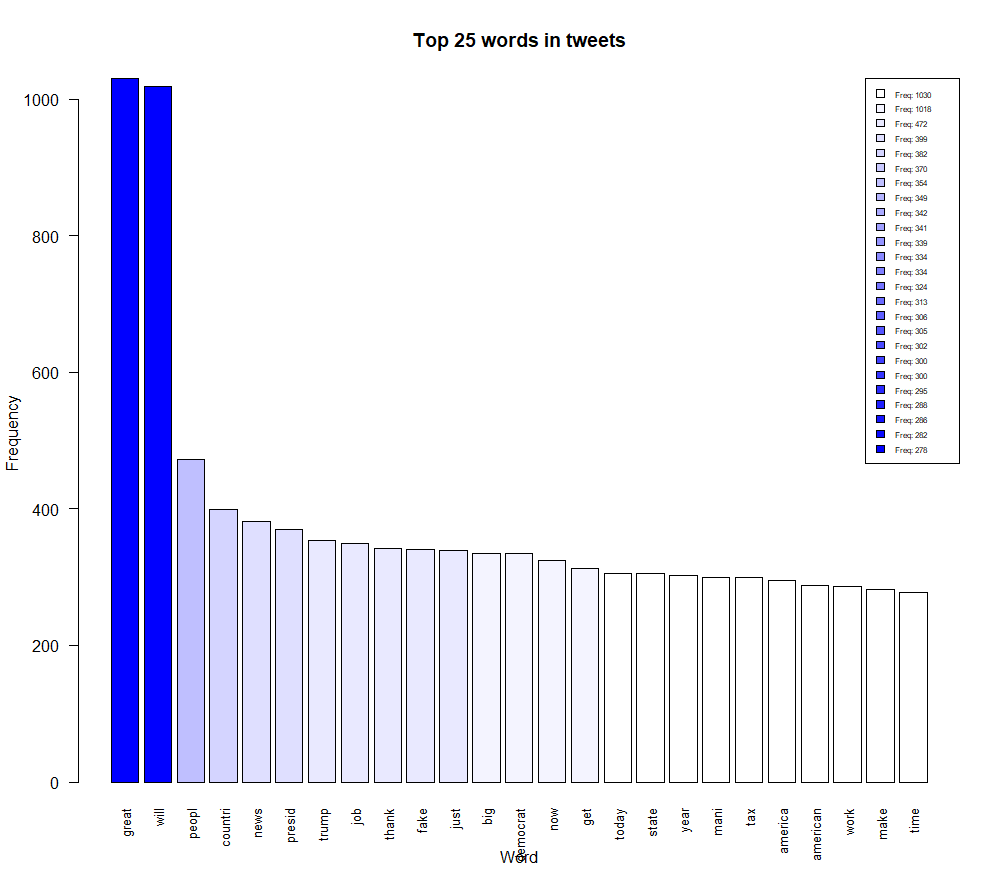 Top 25 words in tweets
Frequency
1000
800
600
400
200
0
Freq: 1030
Freq: 1018
Freq: 472
Freq: 399
Freq: 382
Freq: 370
Freq: 354
Freq: 349
Freq: 342
Freq: 341
Freq: 339
Freq: 334
Freq: 334
Freq: 324
Freq: 313
Freq: 306
Freq: 305
Freq: 302
Freq: 300
Freq: 300
Freq: 295
Freq: 288
Freq: 286
Freq: 282
Freq: 278
great
will
peopl
countri
news
presid
trump
job
thank
fake
just
big
democrat
now
get
today
state
year
mani
tax
america
american
work
make
time
Word